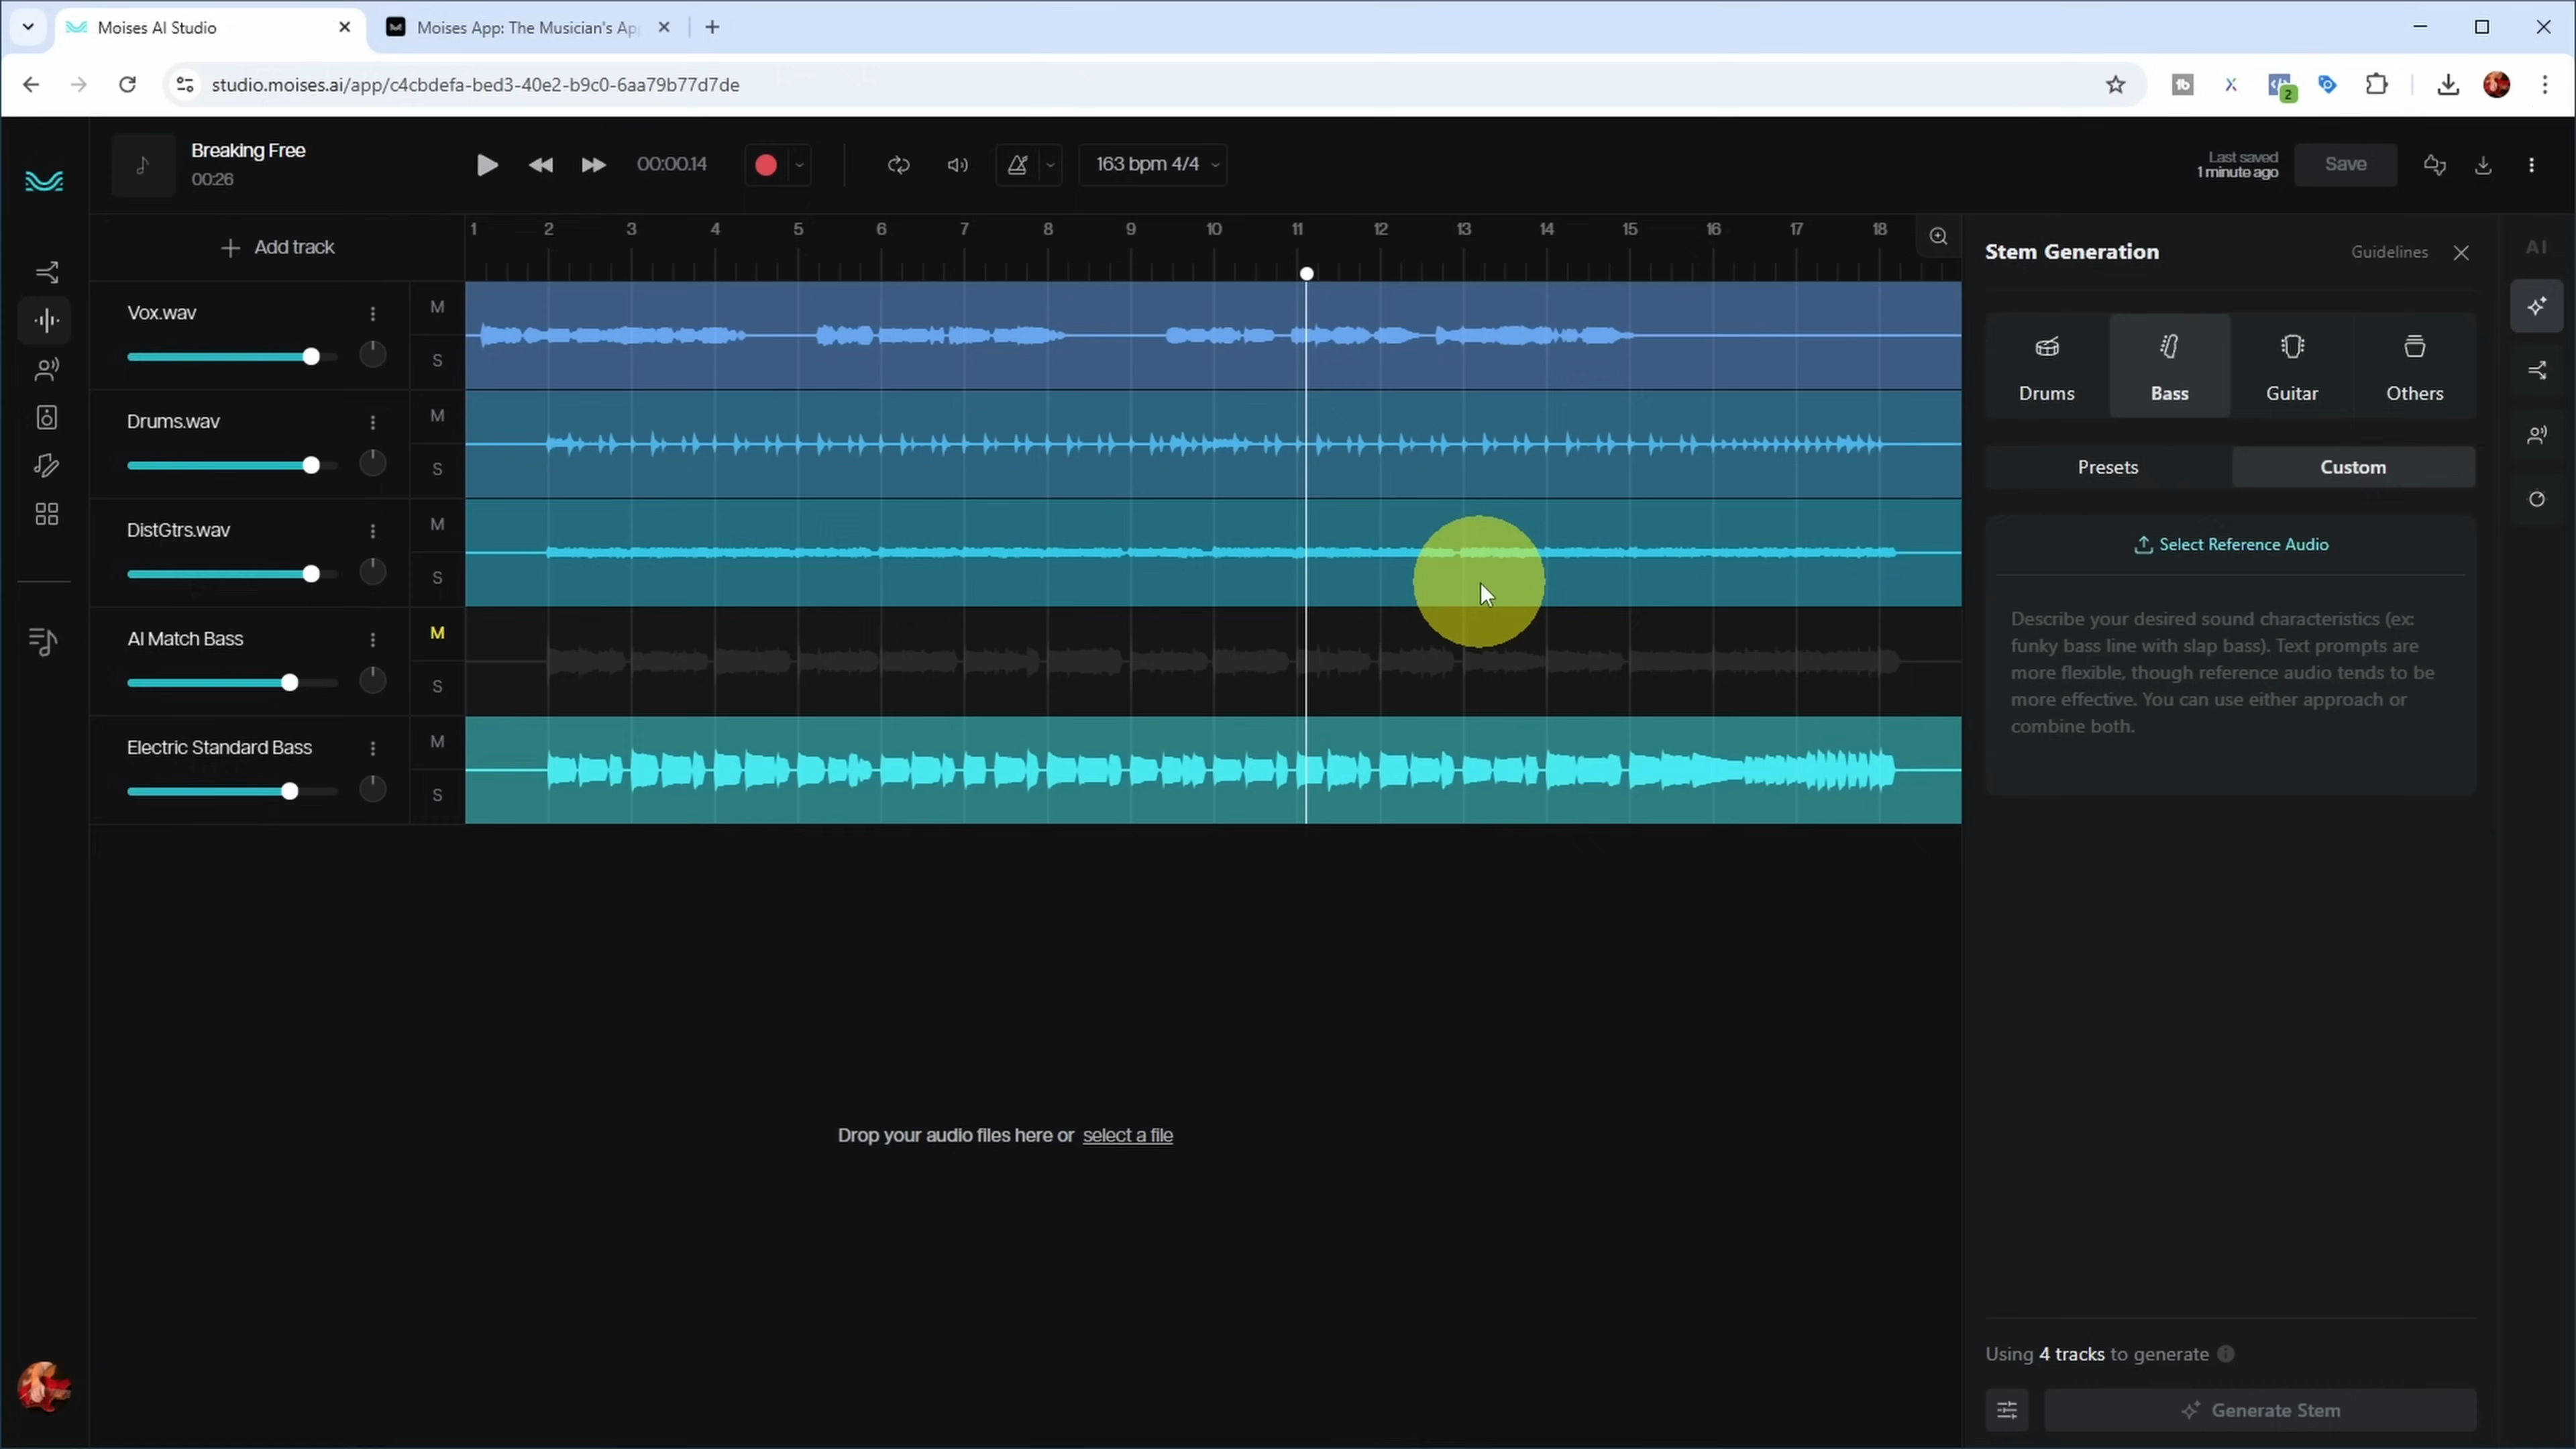 Moises AI Studio
Moises App: The Musician's Ap
studio.moises.ai/app/c4cbdefa-bed3-40e2-b9c0-6aa79b77d7de
2
Breaking Free
00:26
00:00.14
163 bpm 4/4
Last saved
1 minute ago
Save
Add track
1 2 3 4 5 6 7 8 9 10 11 12 13 14 15 16 17 18
Vox.wav
M
S
Drums.wav
M
S
DistGtrs.wav
M
S
AI Match Bass
M
S
Electric Standard Bass
M
S
Drop your audio files here or select a file
Stem Generation
Guidelines
AI
Drums
Bass
Guitar
Others
Presets
Custom
Select Reference Audio
Describe your desired sound characteristics (ex:
funky bass line with slap bass). Text prompts are
more flexible, though reference audio tends to be
more effective. You can use either approach or
combine both.
Using 4 tracks to generate
Generate Stem